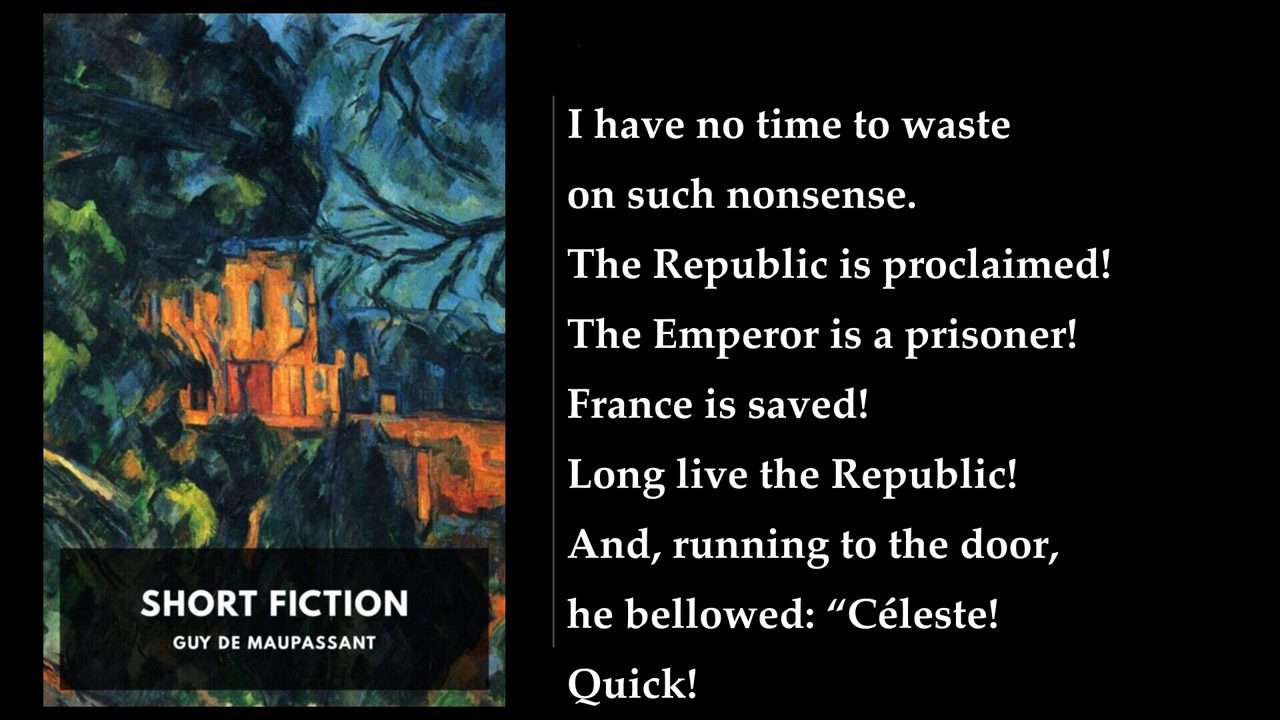 SHORT FICTION
GUY DE MAUPASSANT
I have no time to waste
on such nonsense.
The Republic is proclaimed!
The Emperor is a prisoner!
France is saved!
Long live the Republic!
And, running to the door,
he bellowed: “Céleste!
Quick!